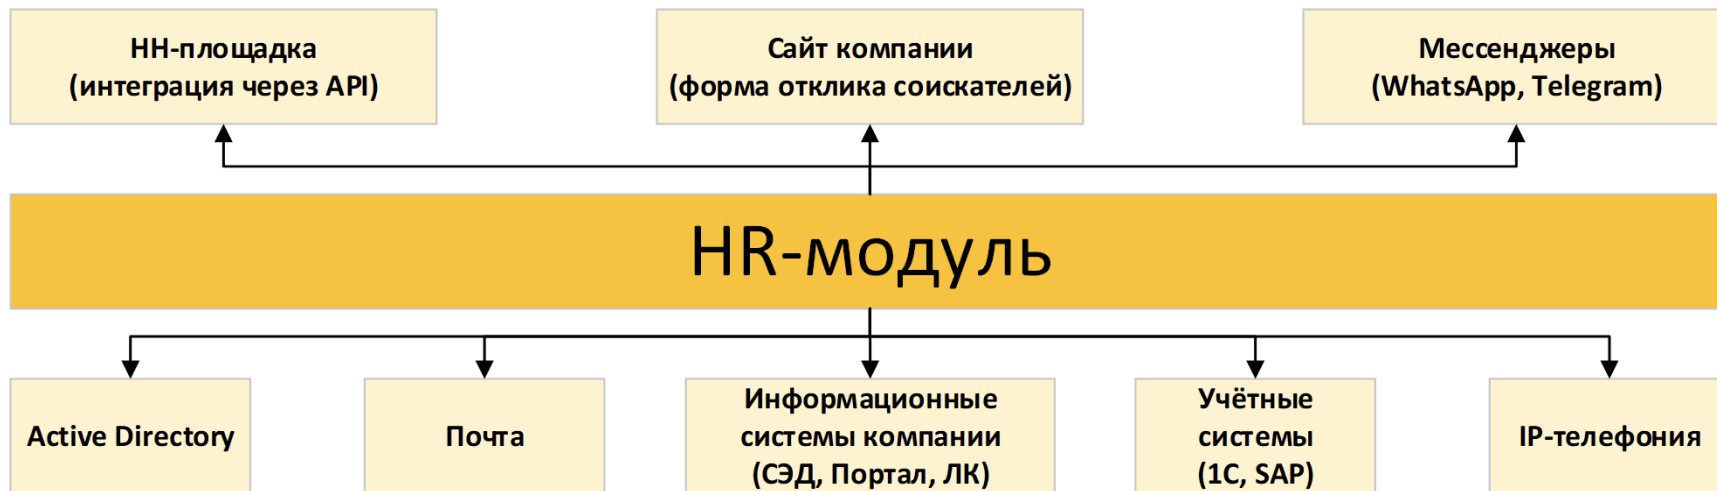 НН-площадка
(интеграция через API)
Сайт компании
(форма отклика соискателей)
Мессенджеры
(WhatsApp, Telegram)
HR-модуль
Active Directory
Почта
Информационные
системы компании
(СЭД, Портал, ЛК)
Учётные
системы
(1С, SAP)
IP-телефония